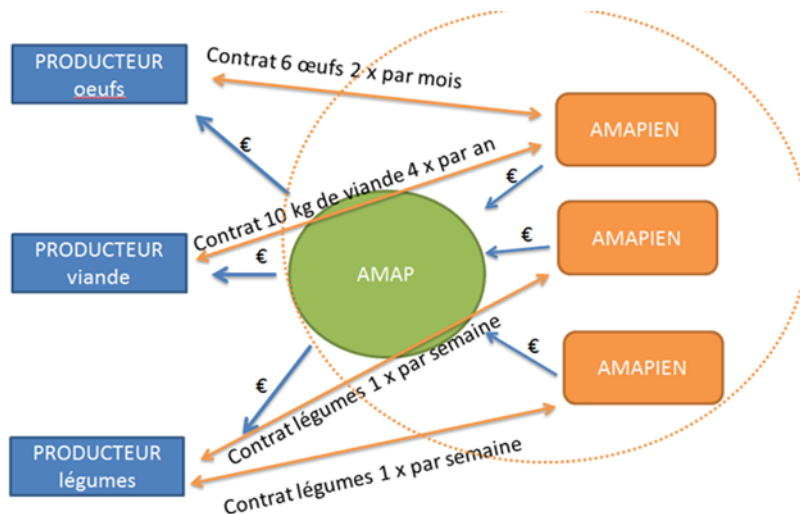 PRODUCTEUR
oeufs
Contrat 6 œufs 2 x par mois
AMAPIEN
€
€
Contrat 10 kg de viande 4 x par an
PRODUCTEUR
viande
€
AMAP
€
AMAPIEN
€
Contrat légumes 1 x par semaine
€
AMAPIEN
PRODUCTEUR
légumes
Contrat légumes 1 x par semaine